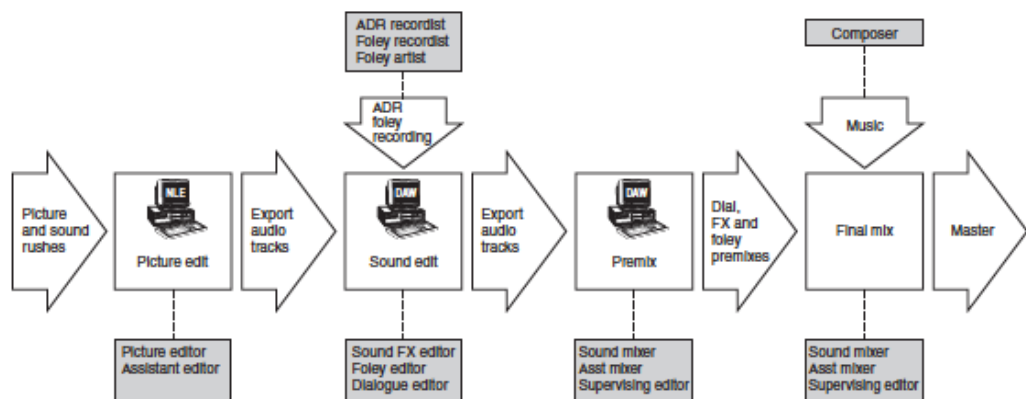 ADR recordist
Foley recordist
Foley artist
Composer
ADR
foley
recording
Music
Picture
and sound
rushes
NLE
Picture edit
Export
audio
tracks
DAW
Sound edit
Export
audio
tracks
DAW
Premix
Dial,
FX and
foley
premixes
Final mix
Master
Picture editor
Assistant editor
Sound FX editor
Foley editor
Dialogue editor
Sound mixer
Asst mixer
Supervising editor
Sound mixer
Asst mixer
Supervising editor